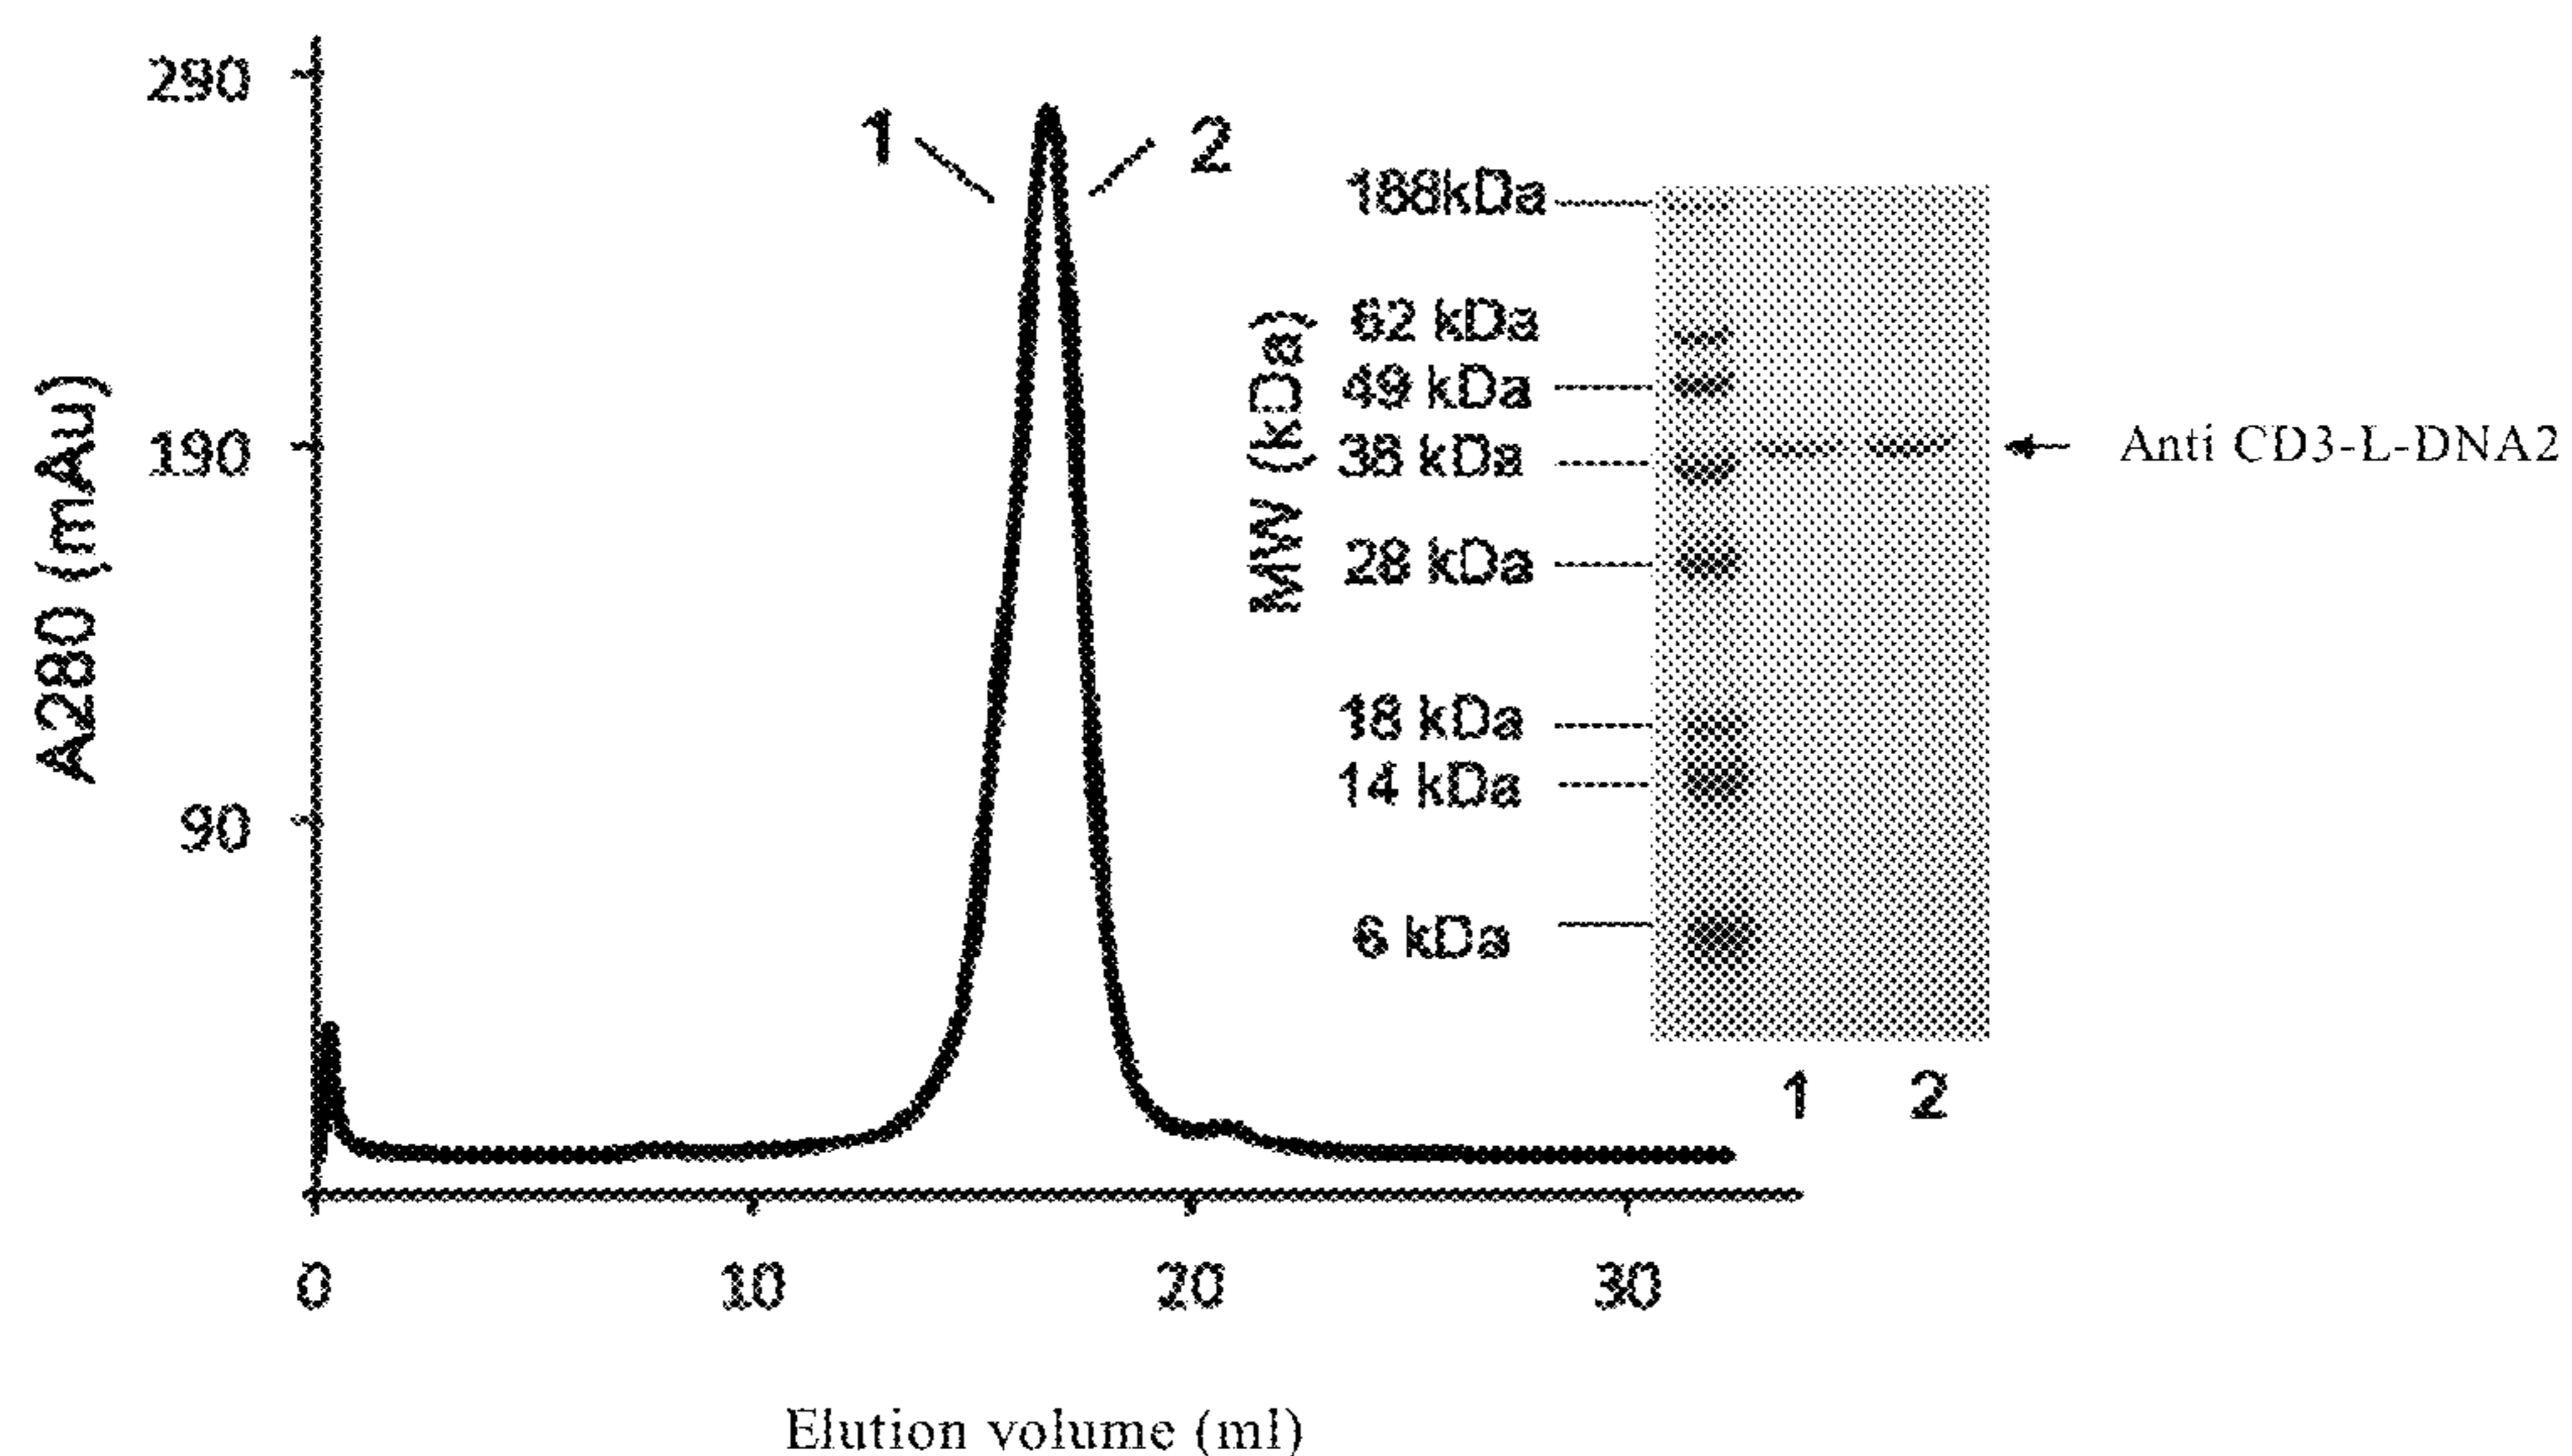 290
190
90
A280 (mAu)
1
2
MW (kDa)
188kDa
62 kDa
49 kDa
38 kDa
28 kDa
18 kDa
14 kDa
6 kDa
Anti CD3-L-DNA2
1 2
0 10 20 30
Elution volume (ml)